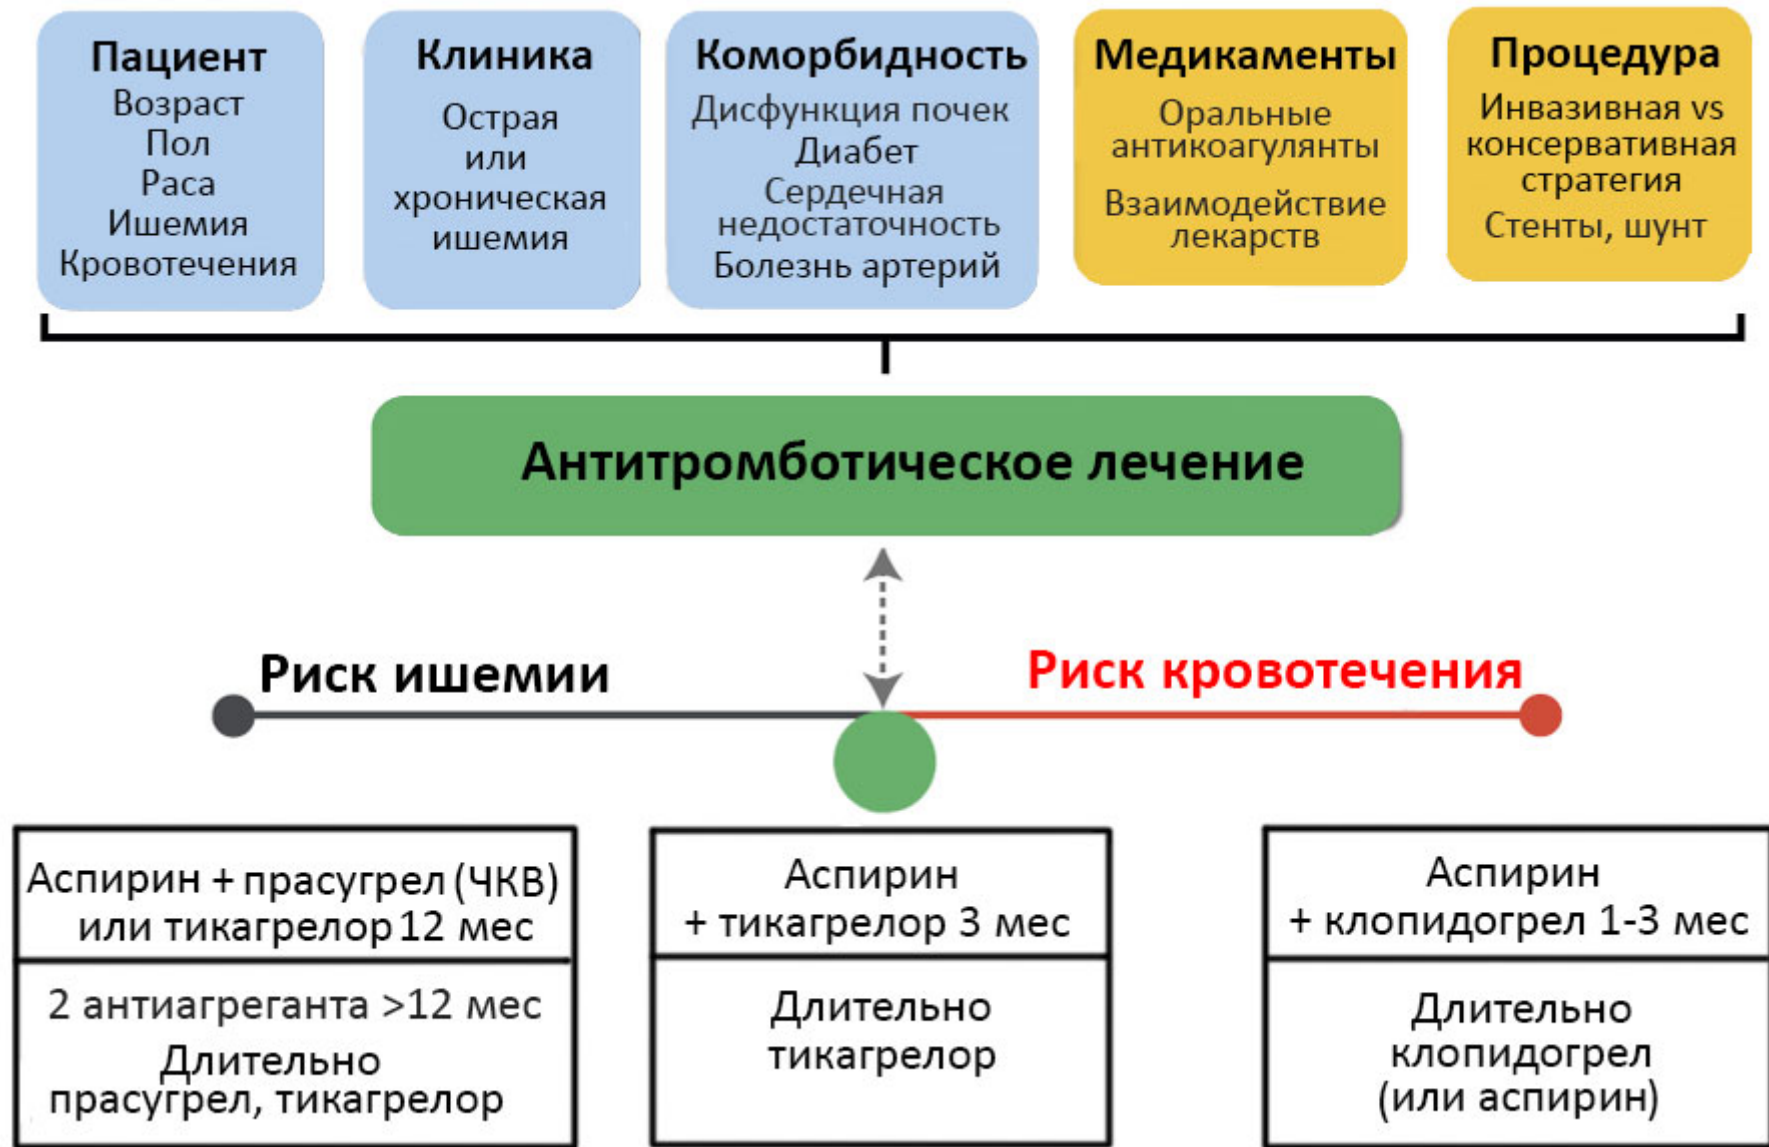 Пациент
Возраст
Пол
Раса
Ишемия
Кровотечения
Клиника
Острая
или
хроническая
ишемия
Коморбидность
Дисфункция почек
Диабет
Сердечная
недостаточность
Болезнь артерий
Медикаменты
Оральные
антикоагулянты
Взаимодействие
лекарств
Процедура
Инвазивная vs
консервативная
стратегия
Стенты, шунт
Антитромботическое лечение
Риск ишемии
Риск кровотечения
Аспирин + прасугрел (ЧКВ)
или тикагрелор 12 мес
2 антиагреганта >12 мес
Длительно
прасугрел, тикагрелор
Аспирин
+ тикагрелор 3 мес
Длительно
тикагрелор
Аспирин
+ клопидогрел 1-3 мес
Длительно
клопидогрел
(или аспирин)